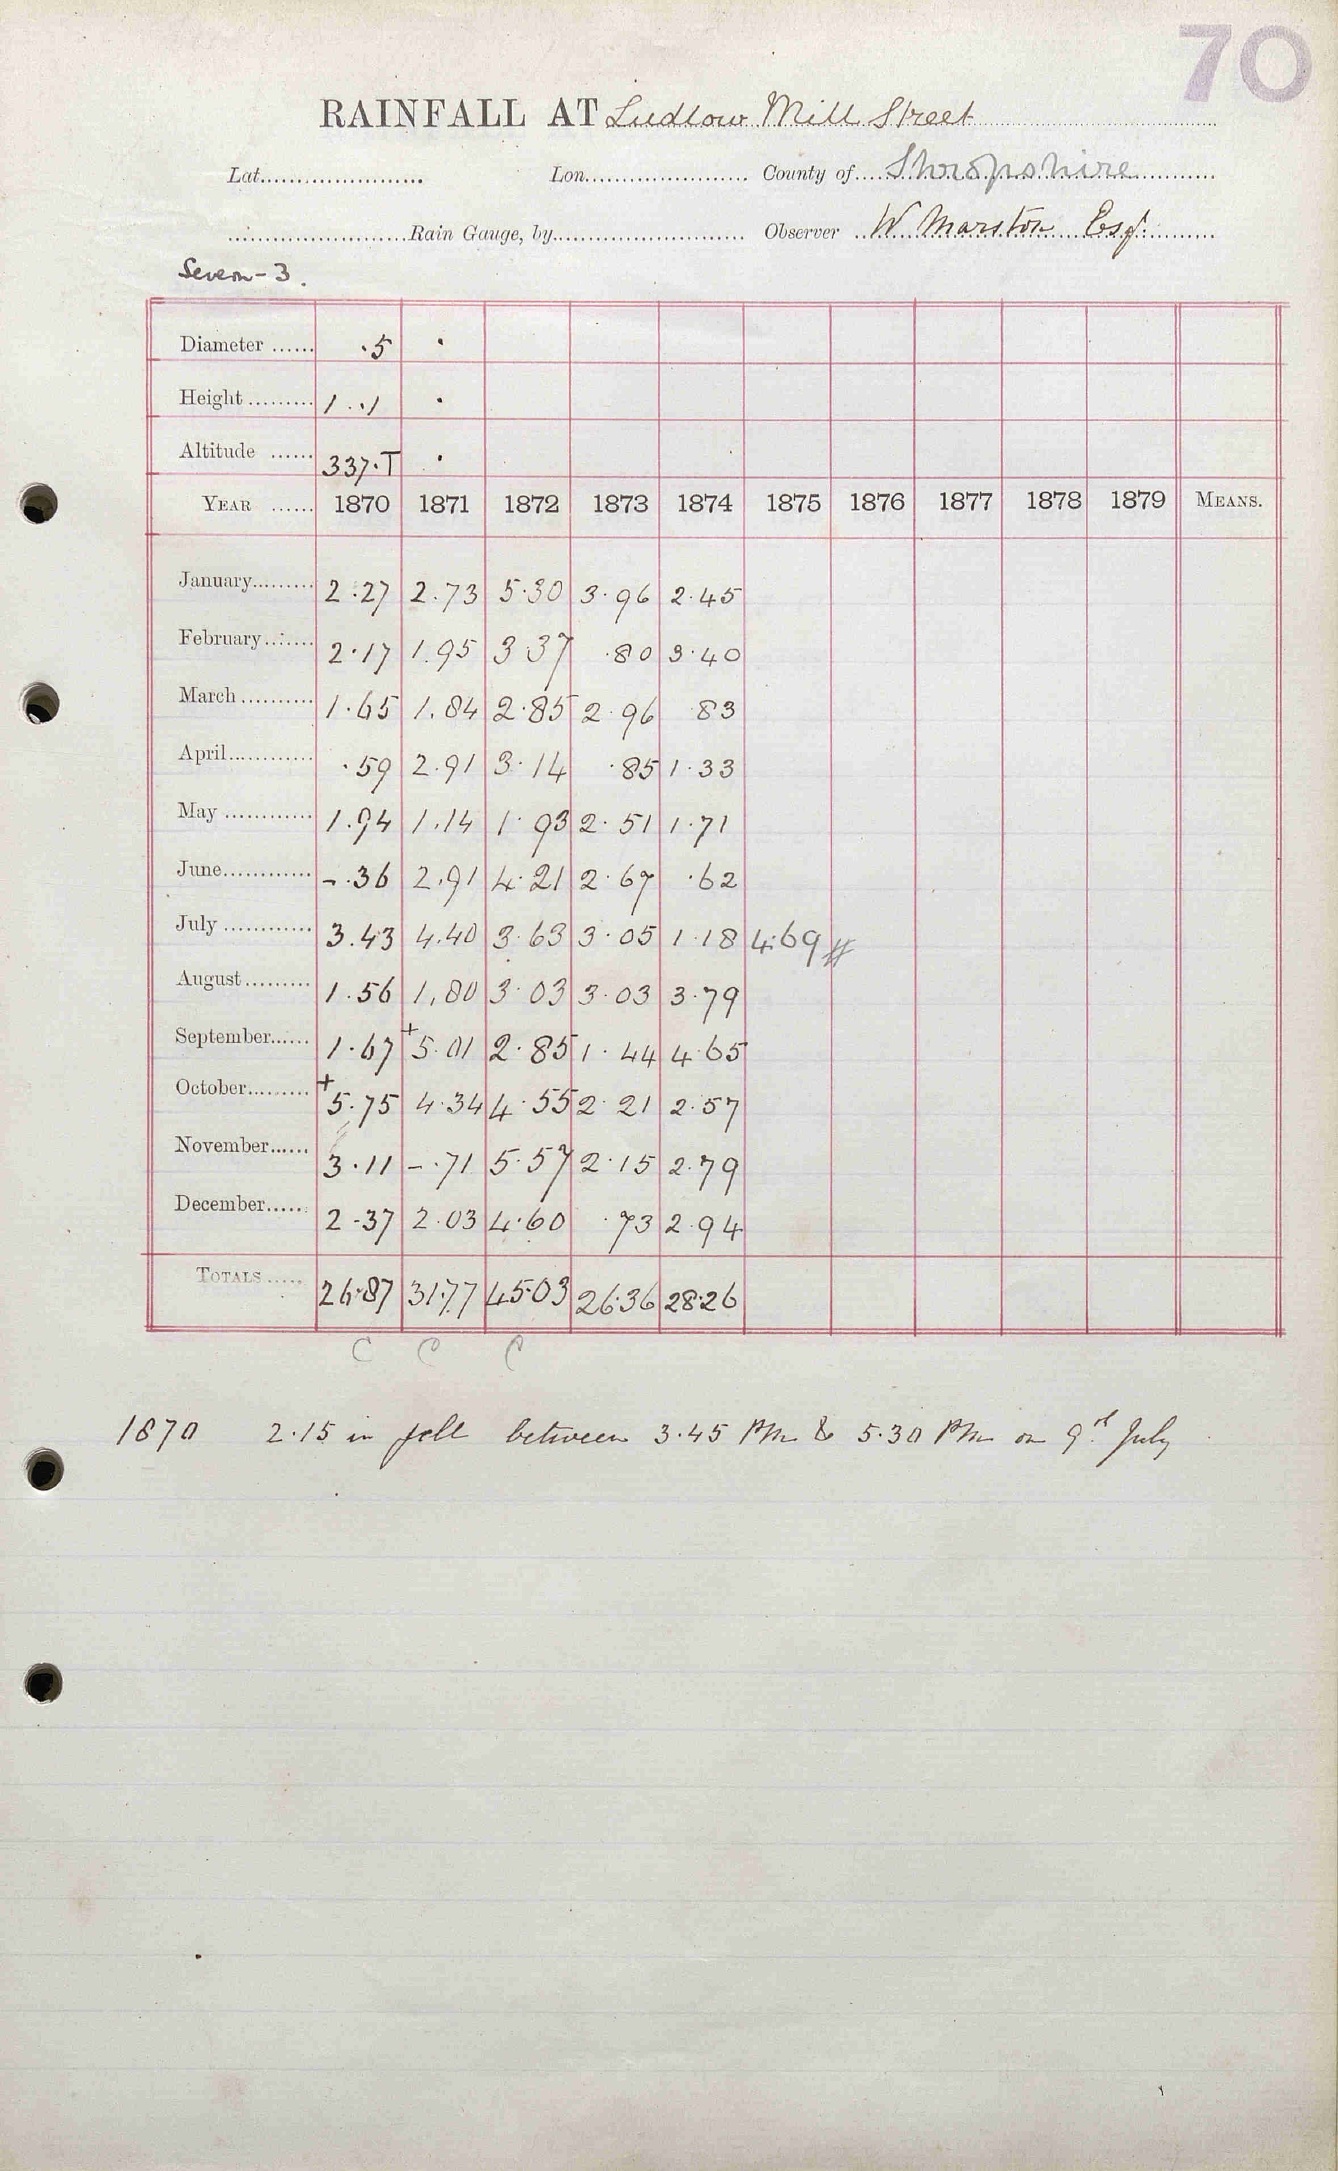 70
RAINFALL AT Ludlow Mill Street
Lat. Lon. County of Shropshire
Rain Gauge, by Observer W Marston Esq.
Severn-3.
Diameter ...... .5 .
Height ......... 1..1 .
Altitude ...... 337.T .
YEAR ...... 1870 1871 1872 1873 1874 1875 1876 1877 1878 1879 MEANS.
January......... 2.27 2.73 5.30 3.96 2.45
February........ 2.17 1.95 3 37 .80 3.40
March .......... 1.65 1.84 2.85 2.96 83
April............ .59 2.91 3.14 .85 1.33
May ............ 1.94 1.14 1.93 2.51 1.71
June............ -.36 2.91 4.21 2.67 .62
July ............ 3.43 4.40 3.63 3.05 1.18 4.69
August......... 1.56 1.80 3.03 3.03 3.79
September...... 1.67 +5.01 2.85 1.44 4.65
October......... +5.75 4.34 4.55 2.21 2.57
November...... 3.11 -.71 5.57 2.15 2.79
December...... 2.37 2.03 4.60 .73 2.94
TOTALS ..... 26.87 31.77 45.03 26.36 28.26
C C C
1870 2.15 in fell between 3.45 PM & 5.30 PM on 9th July